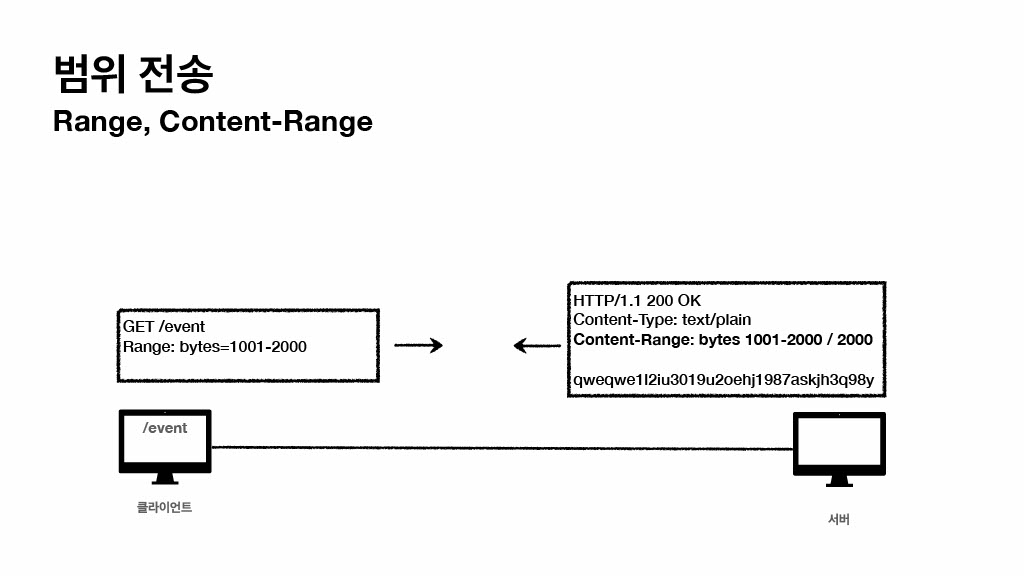 범위 전송
Range, Content-Range
GET /event
Range: bytes=1001-2000
HTTP/1.1 200 OK
Content-Type: text/plain
Content-Range: bytes 1001-2000 / 2000
qweqwe1l2iu3019u2oehj1987askjh3q98y
/event
클라이언트
서버